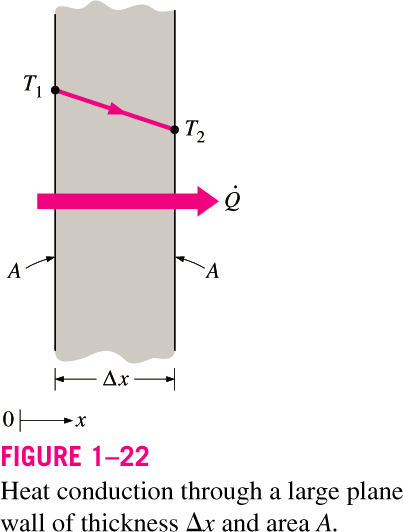 T₁
T₂
Q̇
A A
Δx
0 x
FIGURE 1–22
Heat conduction through a large plane
wall of thickness Δx and area A.